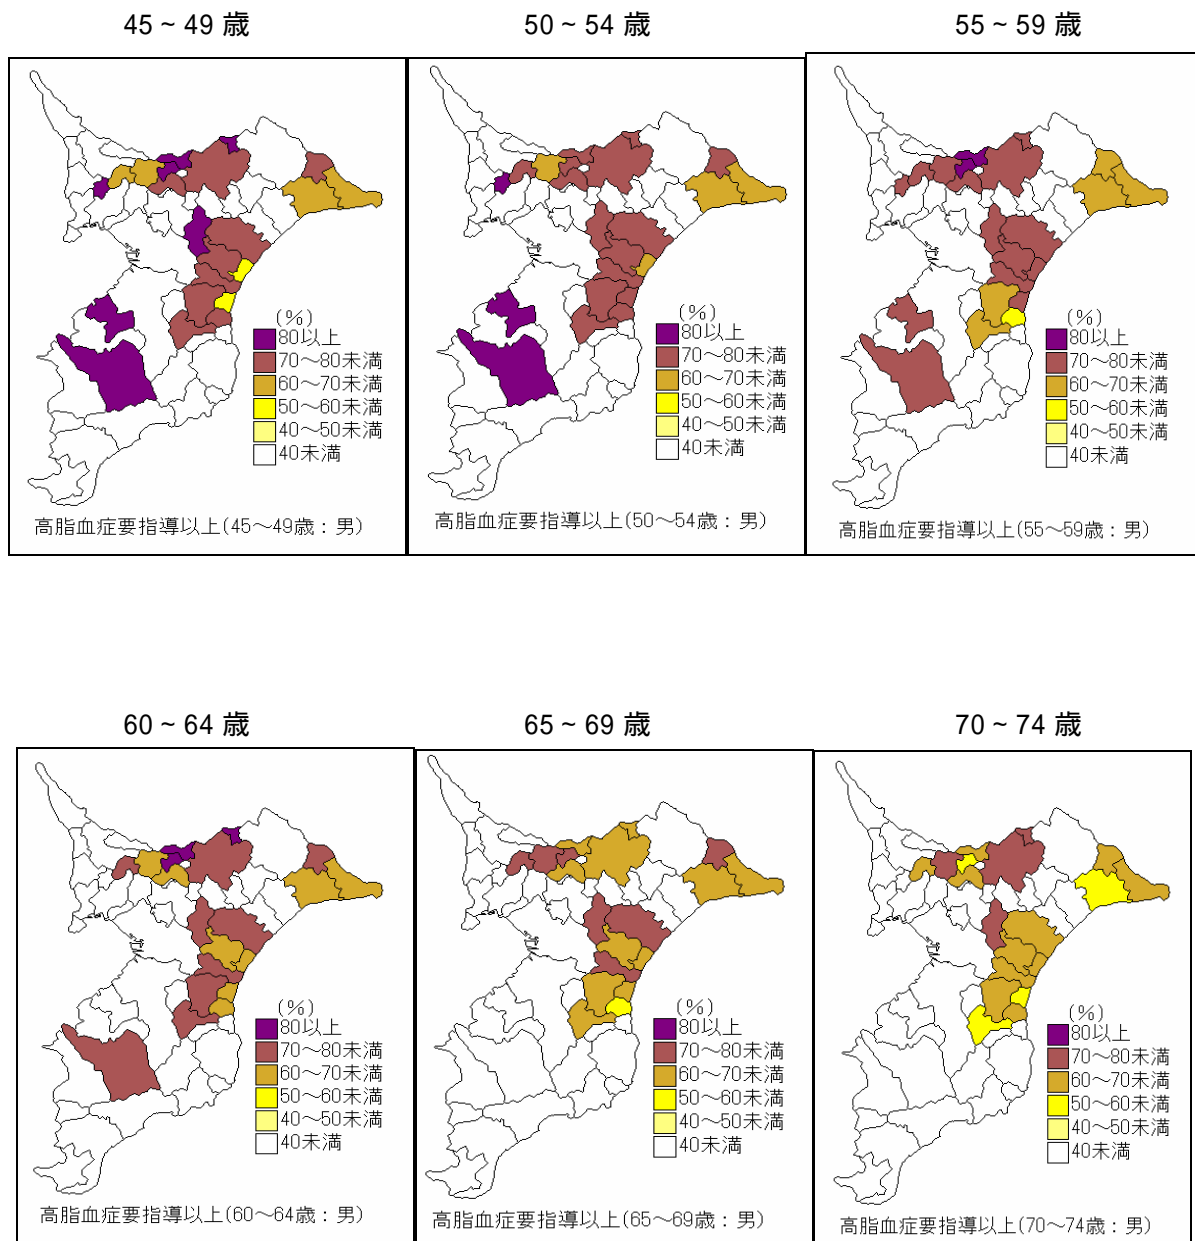 45 ~ 49 歳
50 ~ 54 歳
55 ~ 59 歳
(%)
80以上
70～80未満
60～70未満
50～60未満
40～50未満
40未満
高脂血症要指導以上(45～49歳：男)
(%)
80以上
70～80未満
60～70未満
50～60未満
40～50未満
40未満
高脂血症要指導以上(50～54歳：男)
(%)
80以上
70～80未満
60～70未満
50～60未満
40～50未満
40未満
高脂血症要指導以上(55～59歳：男)
60 ~ 64 歳
65 ~ 69 歳
70 ~ 74 歳
(%)
80以上
70～80未満
60～70未満
50～60未満
40～50未満
40未満
高脂血症要指導以上(60～64歳：男)
(%)
80以上
70～80未満
60～70未満
50～60未満
40～50未満
40未満
高脂血症要指導以上(65～69歳：男)
(%)
80以上
70～80未満
60～70未満
50～60未満
40～50未満
40未満
高脂血症要指導以上(70～74歳：男)